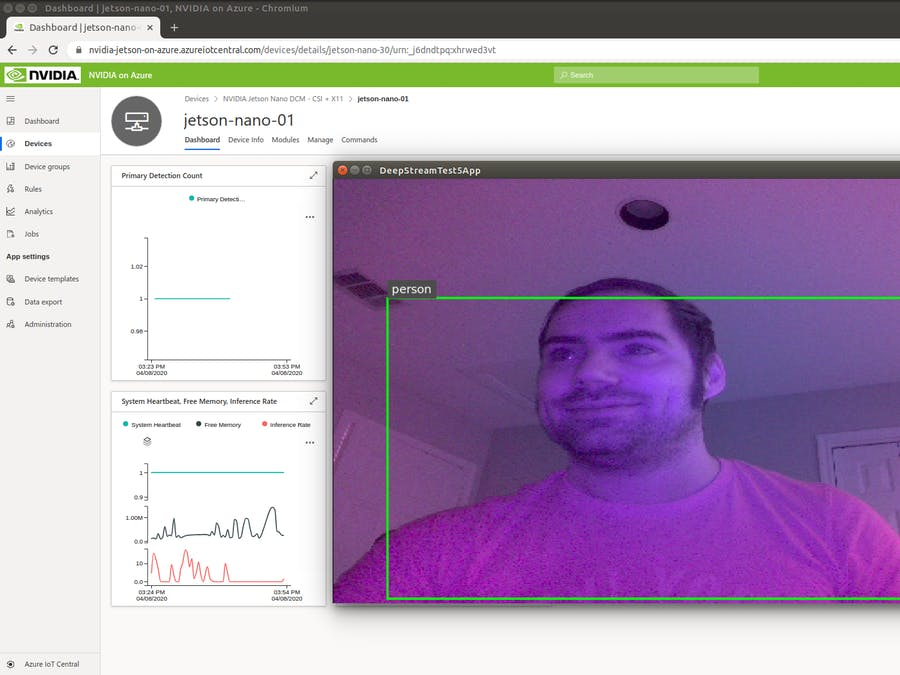 Dashboard | jetson-nano-01, NVIDIA on Azure - Chromium
Dashboard | jetson-nano-
nvidia-jetson-on-azure.azureiotcentral.com/devices/details/jetson-nano-30/urn:_j6dndtpqxhrwed3vt
NVIDIA.
NVIDIA on Azure
Search
Devices > NVIDIA Jetson Nano DCM - CSI + X11 > jetson-nano-01
jetson-nano-01
Dashboard Device Info Modules Manage Commands
Dashboard
Devices
Device groups
Rules
Analytics
Jobs
App settings
Device templates
Data export
Administration
Azure IoT Central
Primary Detection Count
Primary Detecti...
1.02
1
0.98
03:23 PM 03:53 PM
04/08/2020 04/08/2020
System Heartbeat, Free Memory, Inference Rate
System Heartbeat Free Memory Inference Rate
1
0.9
1.00M
0.0
10
0.0
03:24 PM 03:54 PM
04/08/2020 04/08/2020
DeepStreamTest5App
person